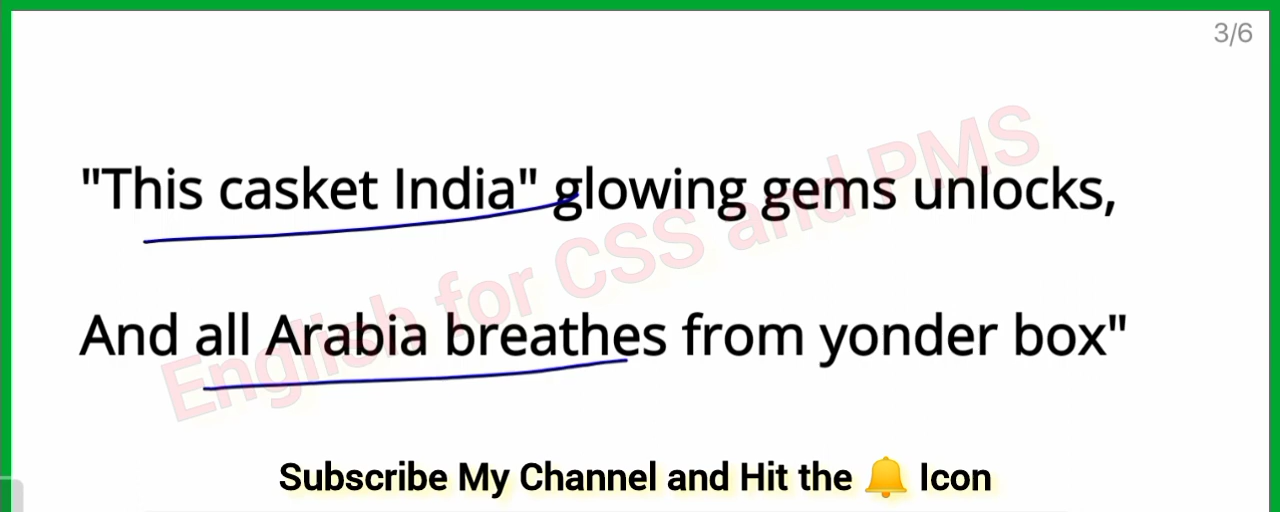 3/6
"This casket India" glowing gems unlocks,
And all Arabia breathes from yonder box"
English for CSS and PMS
Subscribe My Channel and Hit the 🔔 Icon